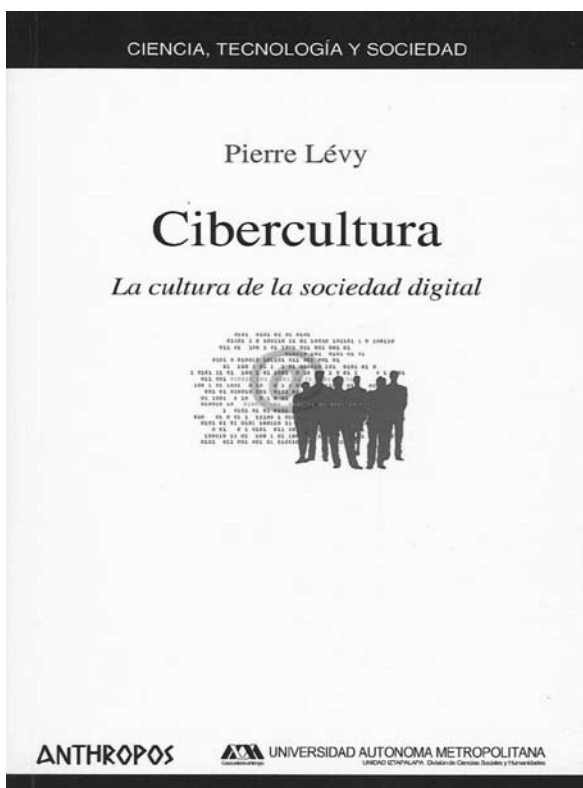 CIENCIA, TECNOLOGÍA Y SOCIEDAD
Pierre Lévy
Cibercultura
La cultura de la sociedad digital
ANTHROPOS
UNIVERSIDAD AUTONOMA METROPOLITANA
UNIDAD IZTAPALAPA División de Ciencias Sociales y Humanidades